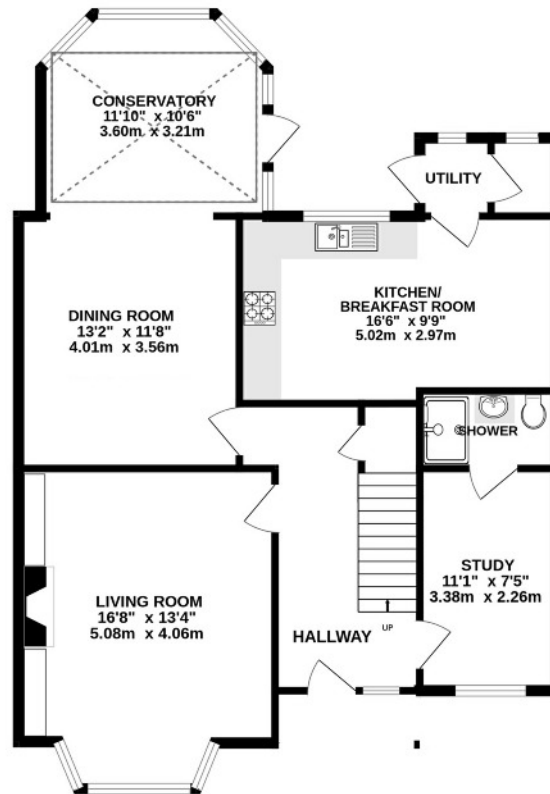 CONSERVATORY
11'10" x 10'6"
3.60m x 3.21m
UTILITY
KITCHEN/
BREAKFAST ROOM
16'6" x 9'9"
5.02m x 2.97m
DINING ROOM
13'2" x 11'8"
4.01m x 3.56m
SHOWER
STUDY
11'1" x 7'5"
3.38m x 2.26m
LIVING ROOM
16'8" x 13'4"
5.08m x 4.06m
HALLWAY
UP